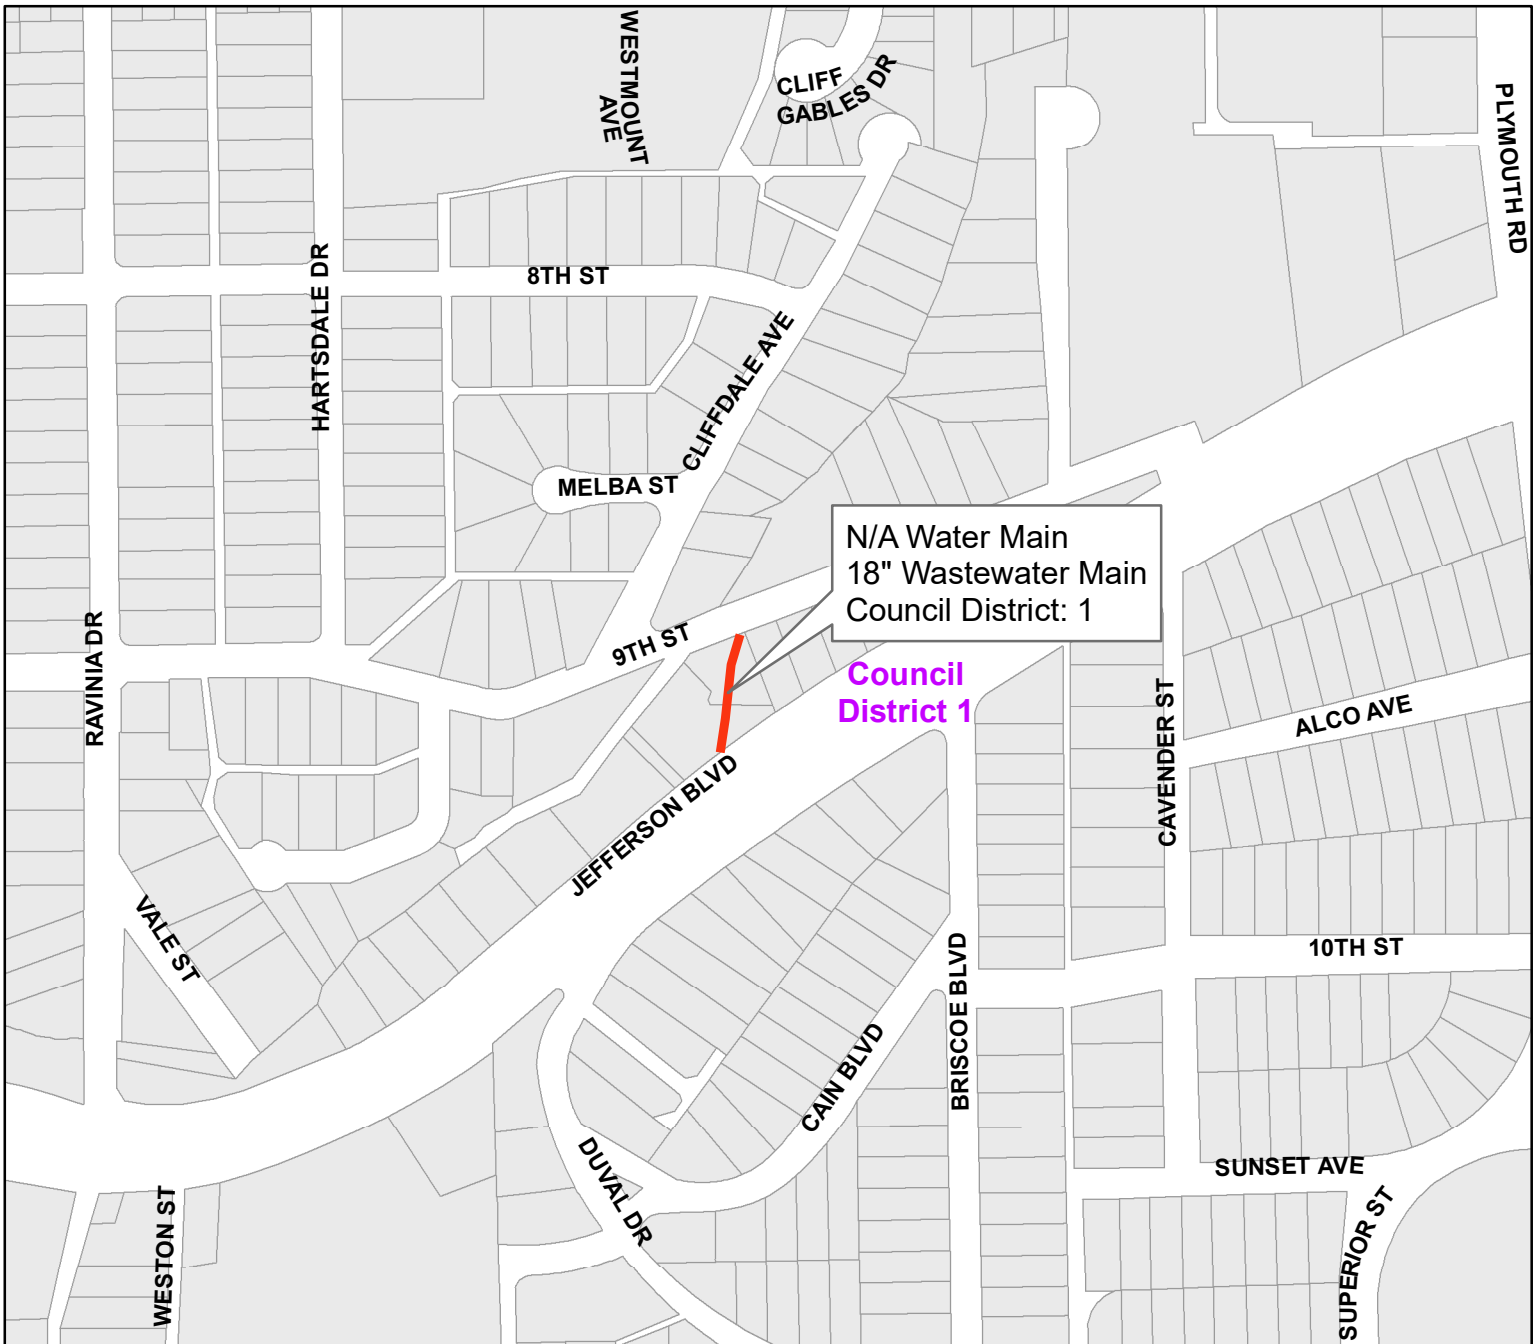 WESTMOUNT
AVE
CLIFF
GABLES DR
PLYMOUTH RD
8TH ST
HARTSDALE DR
CLIFFDALE AVE
MELBA ST
N/A Water Main
18" Wastewater Main
Council District: 1
9TH ST
RAVINIA DR
Council
District 1
CAVENDER ST
ALCO AVE
JEFFERSON BLVD
VALE ST
10TH ST
BRISCOE BLVD
CAIN BLVD
DUVAL DR
SUNSET AVE
WESTON ST
SUPERIOR ST